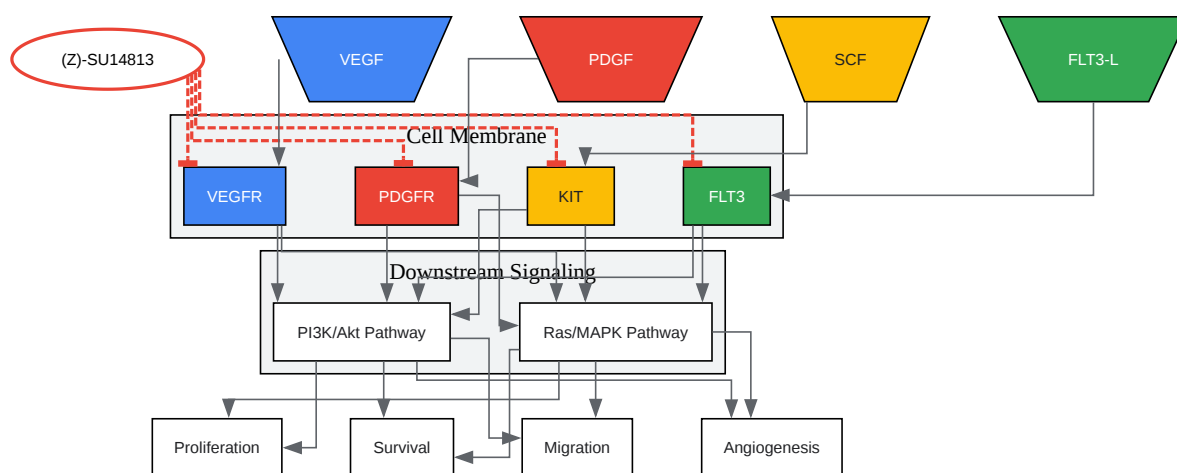 (Z)-SU14813
VEGF
PDGF
SCF
FLT3-L
Cell Membrane
VEGFR
PDGFR
KIT
FLT3
Downstream Signaling
PI3K/Akt Pathway
Ras/MAPK Pathway
Proliferation
Survival
Migration
Angiogenesis